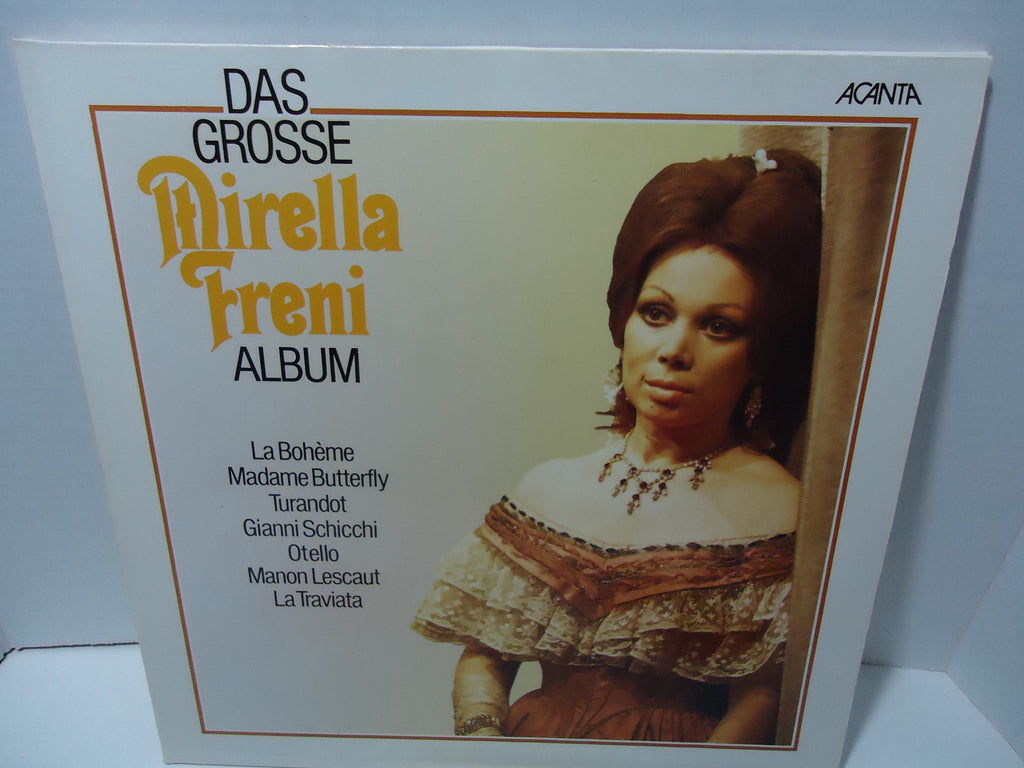 DAS
GROSSE
Mirella
Freni
ALBUM
ACANTA
La Bohème
Madame Butterfly
Turandot
Gianni Schicchi
Otello
Manon Lescaut
La Traviata